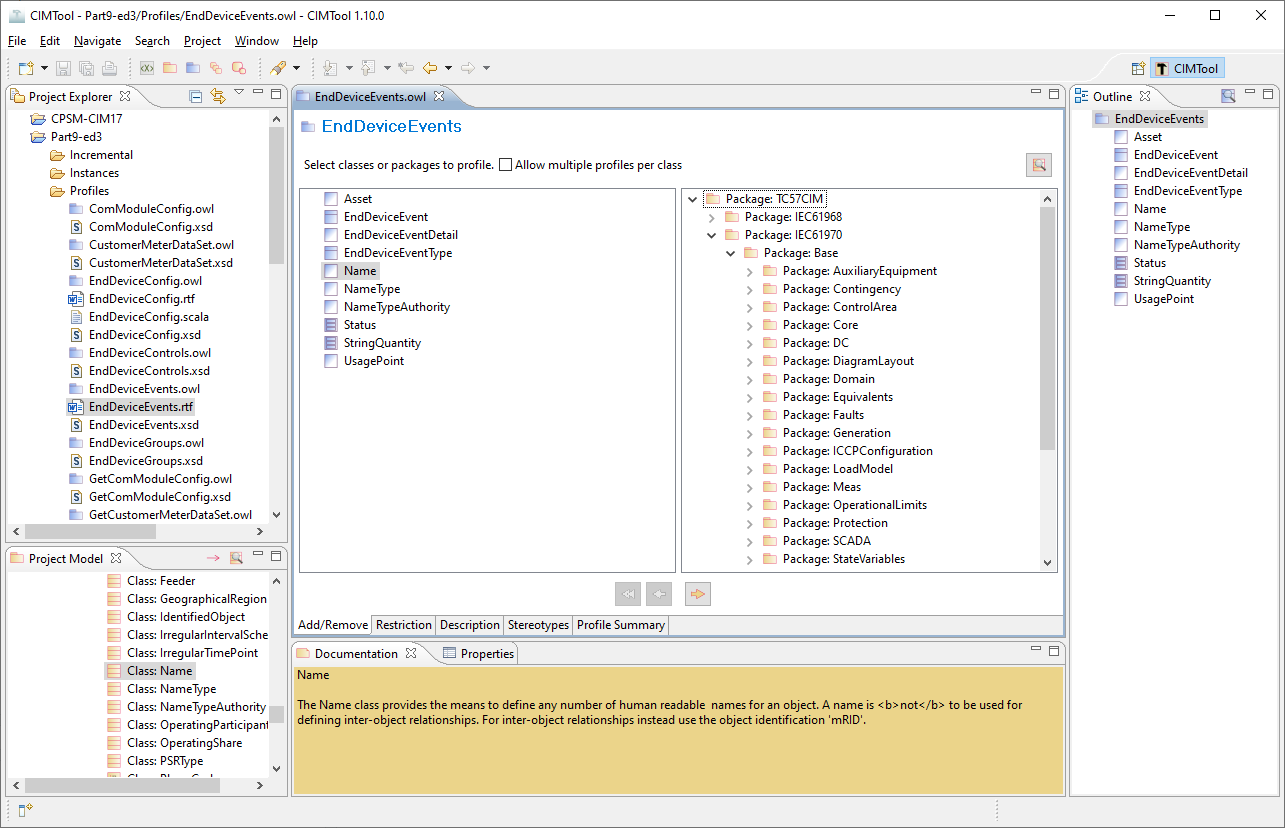 CIMTool - Part9-ed3/Profiles/EndDeviceEvents.owl - CIMTool 1.10.0
File Edit Navigate Search Project Window Help
CIMTool
Project Explorer
CPSM-CIM17
Part9-ed3
Incremental
Instances
Profiles
ComModuleConfig.owl
ComModuleConfig.xsd
CustomerMeterDataSet.owl
CustomerMeterDataSet.xsd
EndDeviceConfig.owl
EndDeviceConfig.rtf
EndDeviceConfig.scala
EndDeviceConfig.xsd
EndDeviceControls.owl
EndDeviceControls.xsd
EndDeviceEvents.owl
EndDeviceEvents.rtf
EndDeviceEvents.xsd
EndDeviceGroups.owl
EndDeviceGroups.xsd
GetComModuleConfig.owl
GetComModuleConfig.xsd
GetCustomerMeterDataSet.owl
Project Model
Class: Feeder
Class: GeographicalRegion
Class: IdentifiedObject
Class: IrregularIntervalSche
Class: IrregularTimePoint
Class: Name
Class: NameType
Class: NameTypeAuthority
Class: OperatingParticipant
Class: OperatingShare
Class: PSRType
EndDeviceEvents.owl
EndDeviceEvents
Select classes or packages to profile. Allow multiple profiles per class
Asset
EndDeviceEvent
EndDeviceEventDetail
EndDeviceEventType
Name
NameType
NameTypeAuthority
Status
StringQuantity
UsagePoint
Package: TC57CIM
Package: IEC61968
Package: IEC61970
Package: Base
Package: AuxiliaryEquipment
Package: Contingency
Package: ControlArea
Package: Core
Package: DC
Package: DiagramLayout
Package: Domain
Package: Equivalents
Package: Faults
Package: Generation
Package: ICCPConfiguration
Package: LoadModel
Package: Meas
Package: OperationalLimits
Package: Protection
Package: SCADA
Package: StateVariables
Add/Remove Restriction Description Stereotypes Profile Summary
Documentation Properties
Name
The Name class provides the means to define any number of human readable  names for an object. A name is <b>not</b> to be used for
defining inter-object relationships. For inter-object relationships instead use the object identification 'mRID'.
Outline
EndDeviceEvents
Asset
EndDeviceEvent
EndDeviceEventDetail
EndDeviceEventType
Name
NameType
NameTypeAuthority
Status
StringQuantity
UsagePoint